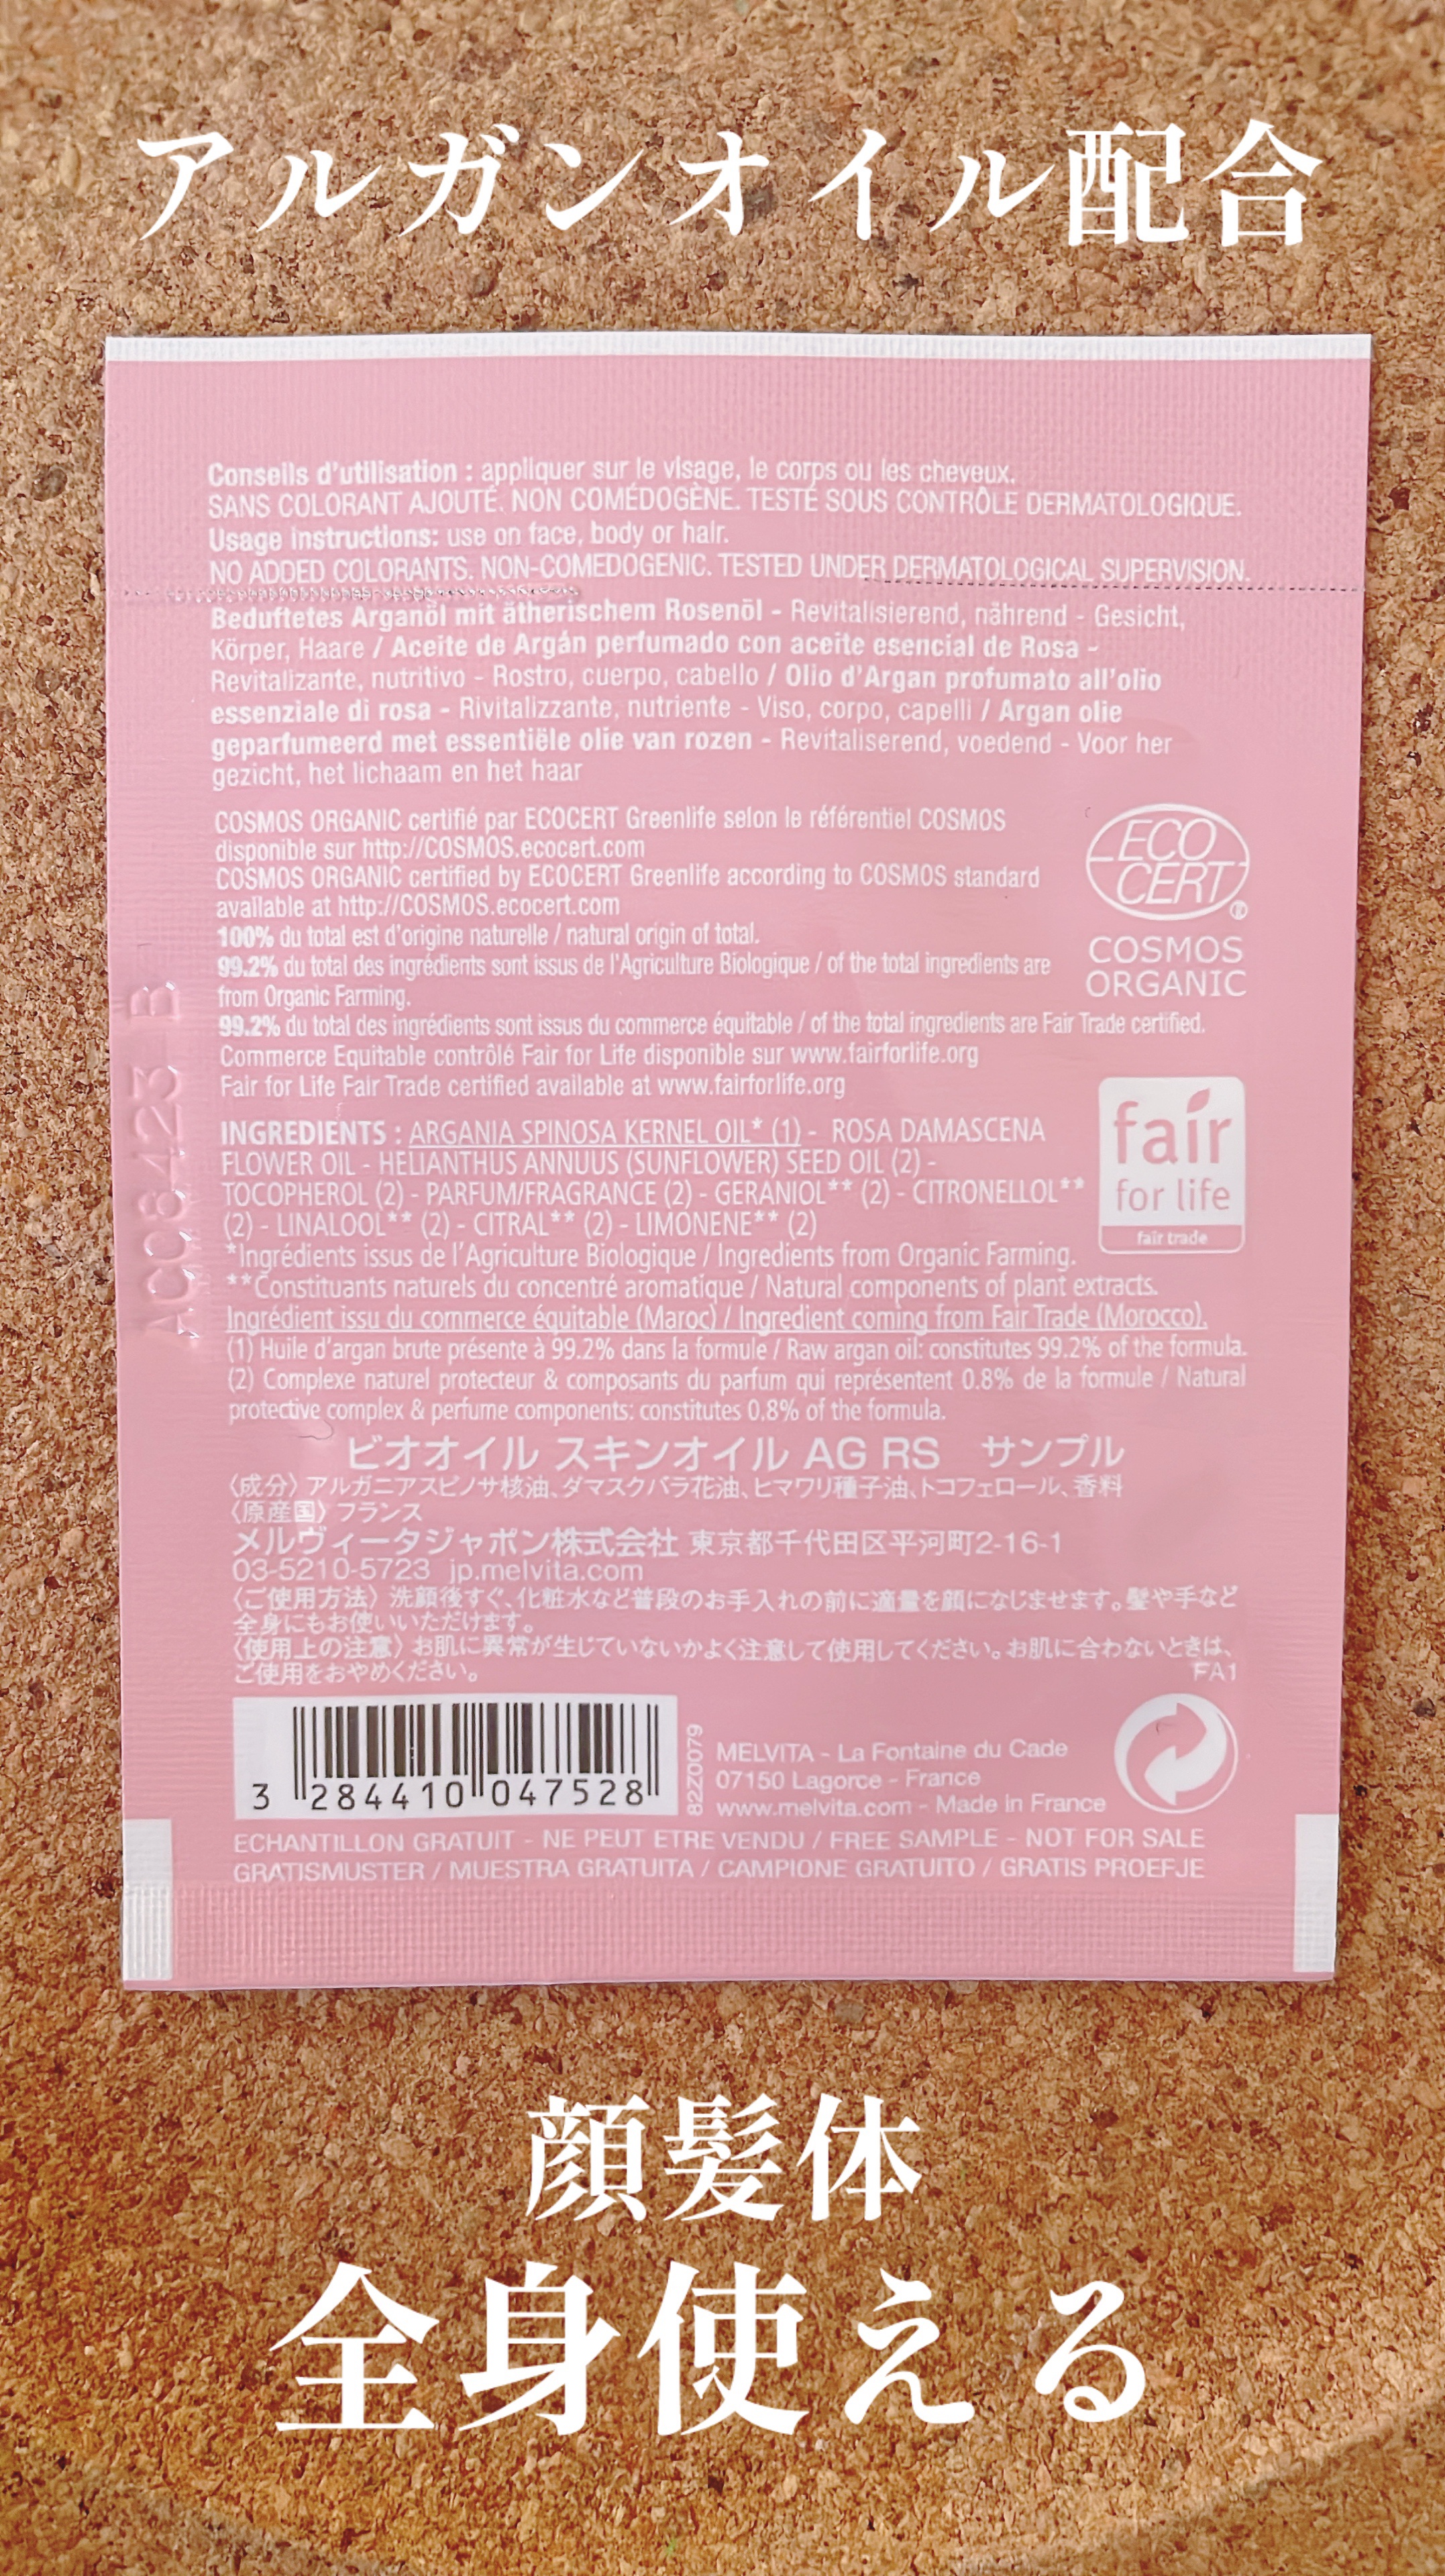 アルガンオイル配合
Conseils d'utilisation : appliquer sur le visage, le corps ou les cheveux.
SANS COLORANT AJOUTÉ. NON COMÉDOGÈNE. TESTÉ SOUS CONTRÔLE DERMATOLOGIQUE.
Usage instructions: use on face, body or hair.
NO ADDED COLORANTS. NON-COMEDOGENIC. TESTED UNDER DERMATOLOGICAL SUPERVISION.
Beduftetes Arganöl mit ätherischem Rosenöl - Revitalisierend, nährend - Gesicht,
Körper, Haare / Aceite de Argán perfumado con aceite esencial de Rosa -
Revitalizante, nutritivo - Rostro, cuerpo, cabello / Olio d'Argan profumato all'olio
essenziale di rosa - Rivitalizzante, nutriente - Viso, corpo, capelli / Argan olie
geparfumeerd met essentiële olie van rozen - Revitaliserend, voedend - Voor her
gezicht, het lichaam en het haar
COSMOS ORGANIC certifié par ECOCERT Greenlife selon le référentiel COSMOS
disponible sur http://COSMOS.ecocert.com
COSMOS ORGANIC certified by ECOCERT Greenlife according to COSMOS standard
available at http://COSMOS.ecocert.com
100% du total est d'origine naturelle / natural origin of total.
99.2% du total des ingrédients sont issus de l'Agriculture Biologique / of the total ingredients are
from Organic Farming.
99.2% du total des ingrédients sont issus du commerce équitable / of the total ingredients are Fair Trade certified.
Commerce Equitable contrôlé Fair for Life disponible sur www.fairforlife.org
Fair for Life Fair Trade certified available at www.fairforlife.org
ECO
CERT®
COSMOS
ORGANIC
ACC8423 B
INGREDIENTS : ARGANIA SPINOSA KERNEL OIL* (1) - ROSA DAMASCENA
FLOWER OIL - HELIANTHUS ANNUUS (SUNFLOWER) SEED OIL (2) -
TOCOPHEROL (2) - PARFUM/FRAGRANCE (2) - GERANIOL** (2) - CITRONELLOL**
(2) - LINALOOL** (2) - CITRAL** (2) - LIMONENE** (2)
*Ingrédients issus de l'Agriculture Biologique / Ingredients from Organic Farming.
**Constituants naturels du concentré aromatique / Natural components of plant extracts.
Ingrédient issu du commerce équitable (Maroc) / Ingredient coming from Fair Trade (Morocco).
(1) Huile d'argan brute présente à 99.2% dans la formule / Raw argan oil: constitutes 99.2% of the formula.
(2) Complexe naturel protecteur & composants du parfum qui représentent 0.8% de la formule / Natural
protective complex & perfume components: constitutes 0.8% of the formula.
fair
for life
fair trade
ビオオイル スキンオイル AG RS サンプル
〈成分〉アルガニアスピノサ核油、ダマスクバラ花油、ヒマワリ種子油、トコフェロール、香料
〈原産国〉フランス
メルヴィータジャポン株式会社 東京都千代田区平河町2-16-1
03-5210-5723 jp.melvita.com
〈ご使用方法〉洗顔後すぐ、化粧水など普段のお手入れの前に適量を顔になじませます。髪や手など
全身にもお使いいただけます。
〈使用上の注意〉お肌に異常が生じていないかよく注意して使用してください。お肌に合わないときは、
ご使用をおやめください。
FA1
3 284410 047528
82Z0079
MELVITA - La Fontaine du Cade
07150 Lagorce - France
www.melvita.com - Made in France
ECHANTILLON GRATUIT - NE PEUT ETRE VENDU / FREE SAMPLE - NOT FOR SALE
GRATISMUSTER / MUESTRA GRATUITA / CAMPIONE GRATUITO / GRATIS PROEFJE
顔髪体
全身使える